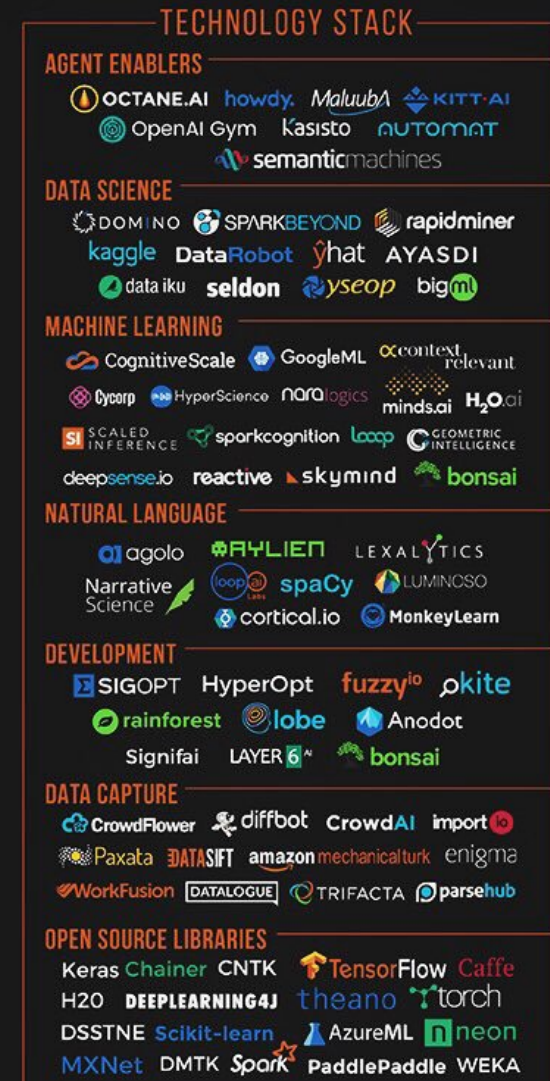 TECHNOLOGY STACK
AGENT ENABLERS
OCTANE.AI howdy. MaluubA KITT·AI
OpenAI Gym Kasisto AUTOMAT
semanticmachines
DATA SCIENCE
DOMINO SPARKBEYOND rapidminer
kaggle DataRobot ŷhat AYASDI
data iku seldon yseop bigml
MACHINE LEARNING
CognitiveScale GoogleML context relevant
Cycorp HyperScience naralogics minds.ai H₂O.ai
SI SCALED INFERENCE sparkcognition loop GEOMETRIC INTELLIGENCE
deepsense.io reactive skymind bonsai
NATURAL LANGUAGE
agolo AYLIEN LEXALYTICS
Narrative Science loop ai Labs spaCy LUMINOSO
cortical.io MonkeyLearn
DEVELOPMENT
SIGOPT HyperOpt fuzzyio kite
rainforest lobe Anodot
Signifai LAYER 6 AI bonsai
DATA CAPTURE
CrowdFlower diffbot CrowdAI import io
Paxata DATASIFT amazon mechanicalturk enigma
WorkFusion DATALOGUE TRIFACTA parsehub
OPEN SOURCE LIBRARIES
Keras Chainer CNTK TensorFlow Caffe
H20 DEEPLEARNING4J theano torch
DSSTNE Scikit-learn AzureML n neon
MXNet DMTK Spark PaddlePaddle WEKA